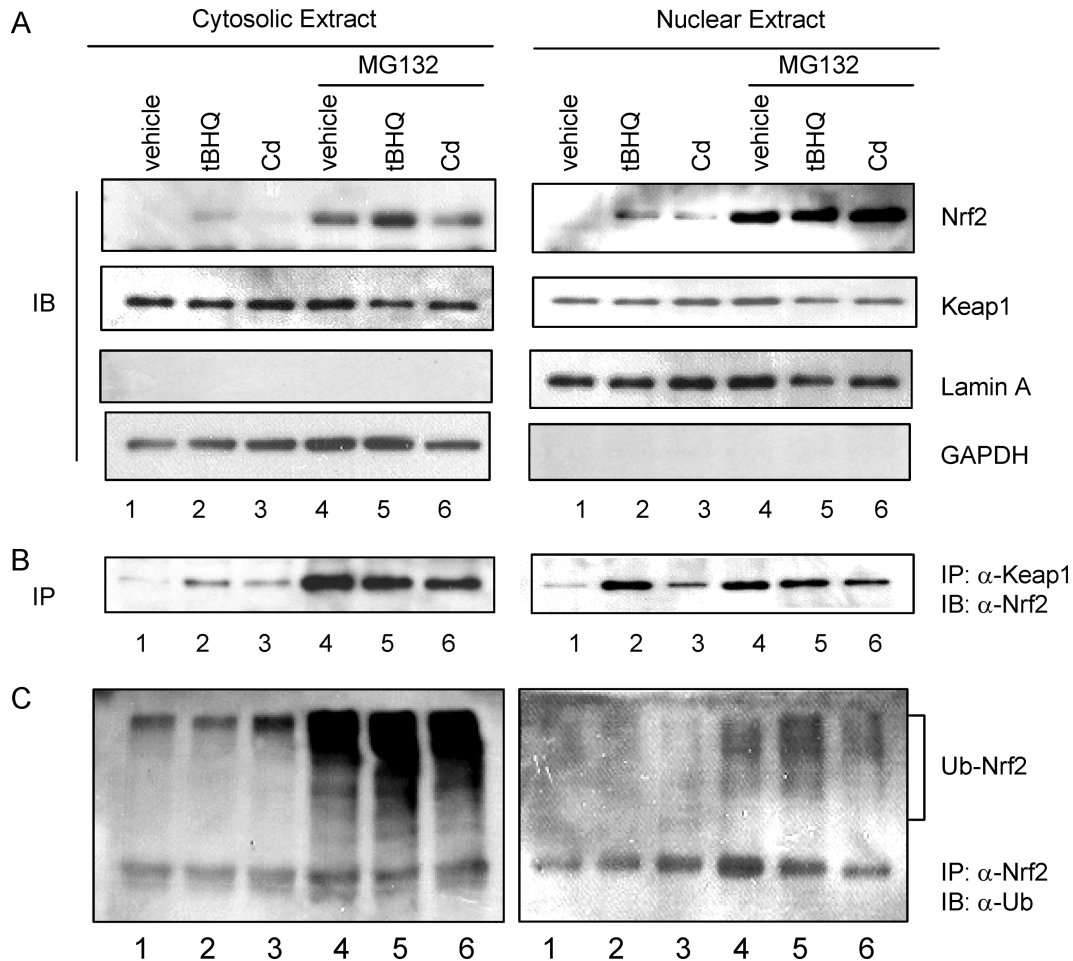 A
Cytosolic Extract
Nuclear Extract
MG132
MG132
vehicle
tBHQ
Cd
vehicle
tBHQ
Cd
vehicle
tBHQ
Cd
vehicle
tBHQ
Cd
IB
Nrf2
Keap1
Lamin A
GAPDH
1 2 3 4 5 6
1 2 3 4 5 6
B
IP
IP: α-Keap1
IB: α-Nrf2
1 2 3 4 5 6
1 2 3 4 5 6
C
Ub-Nrf2
IP: α-Nrf2
IB: α-Ub
1 2 3 4 5 6
1 2 3 4 5 6